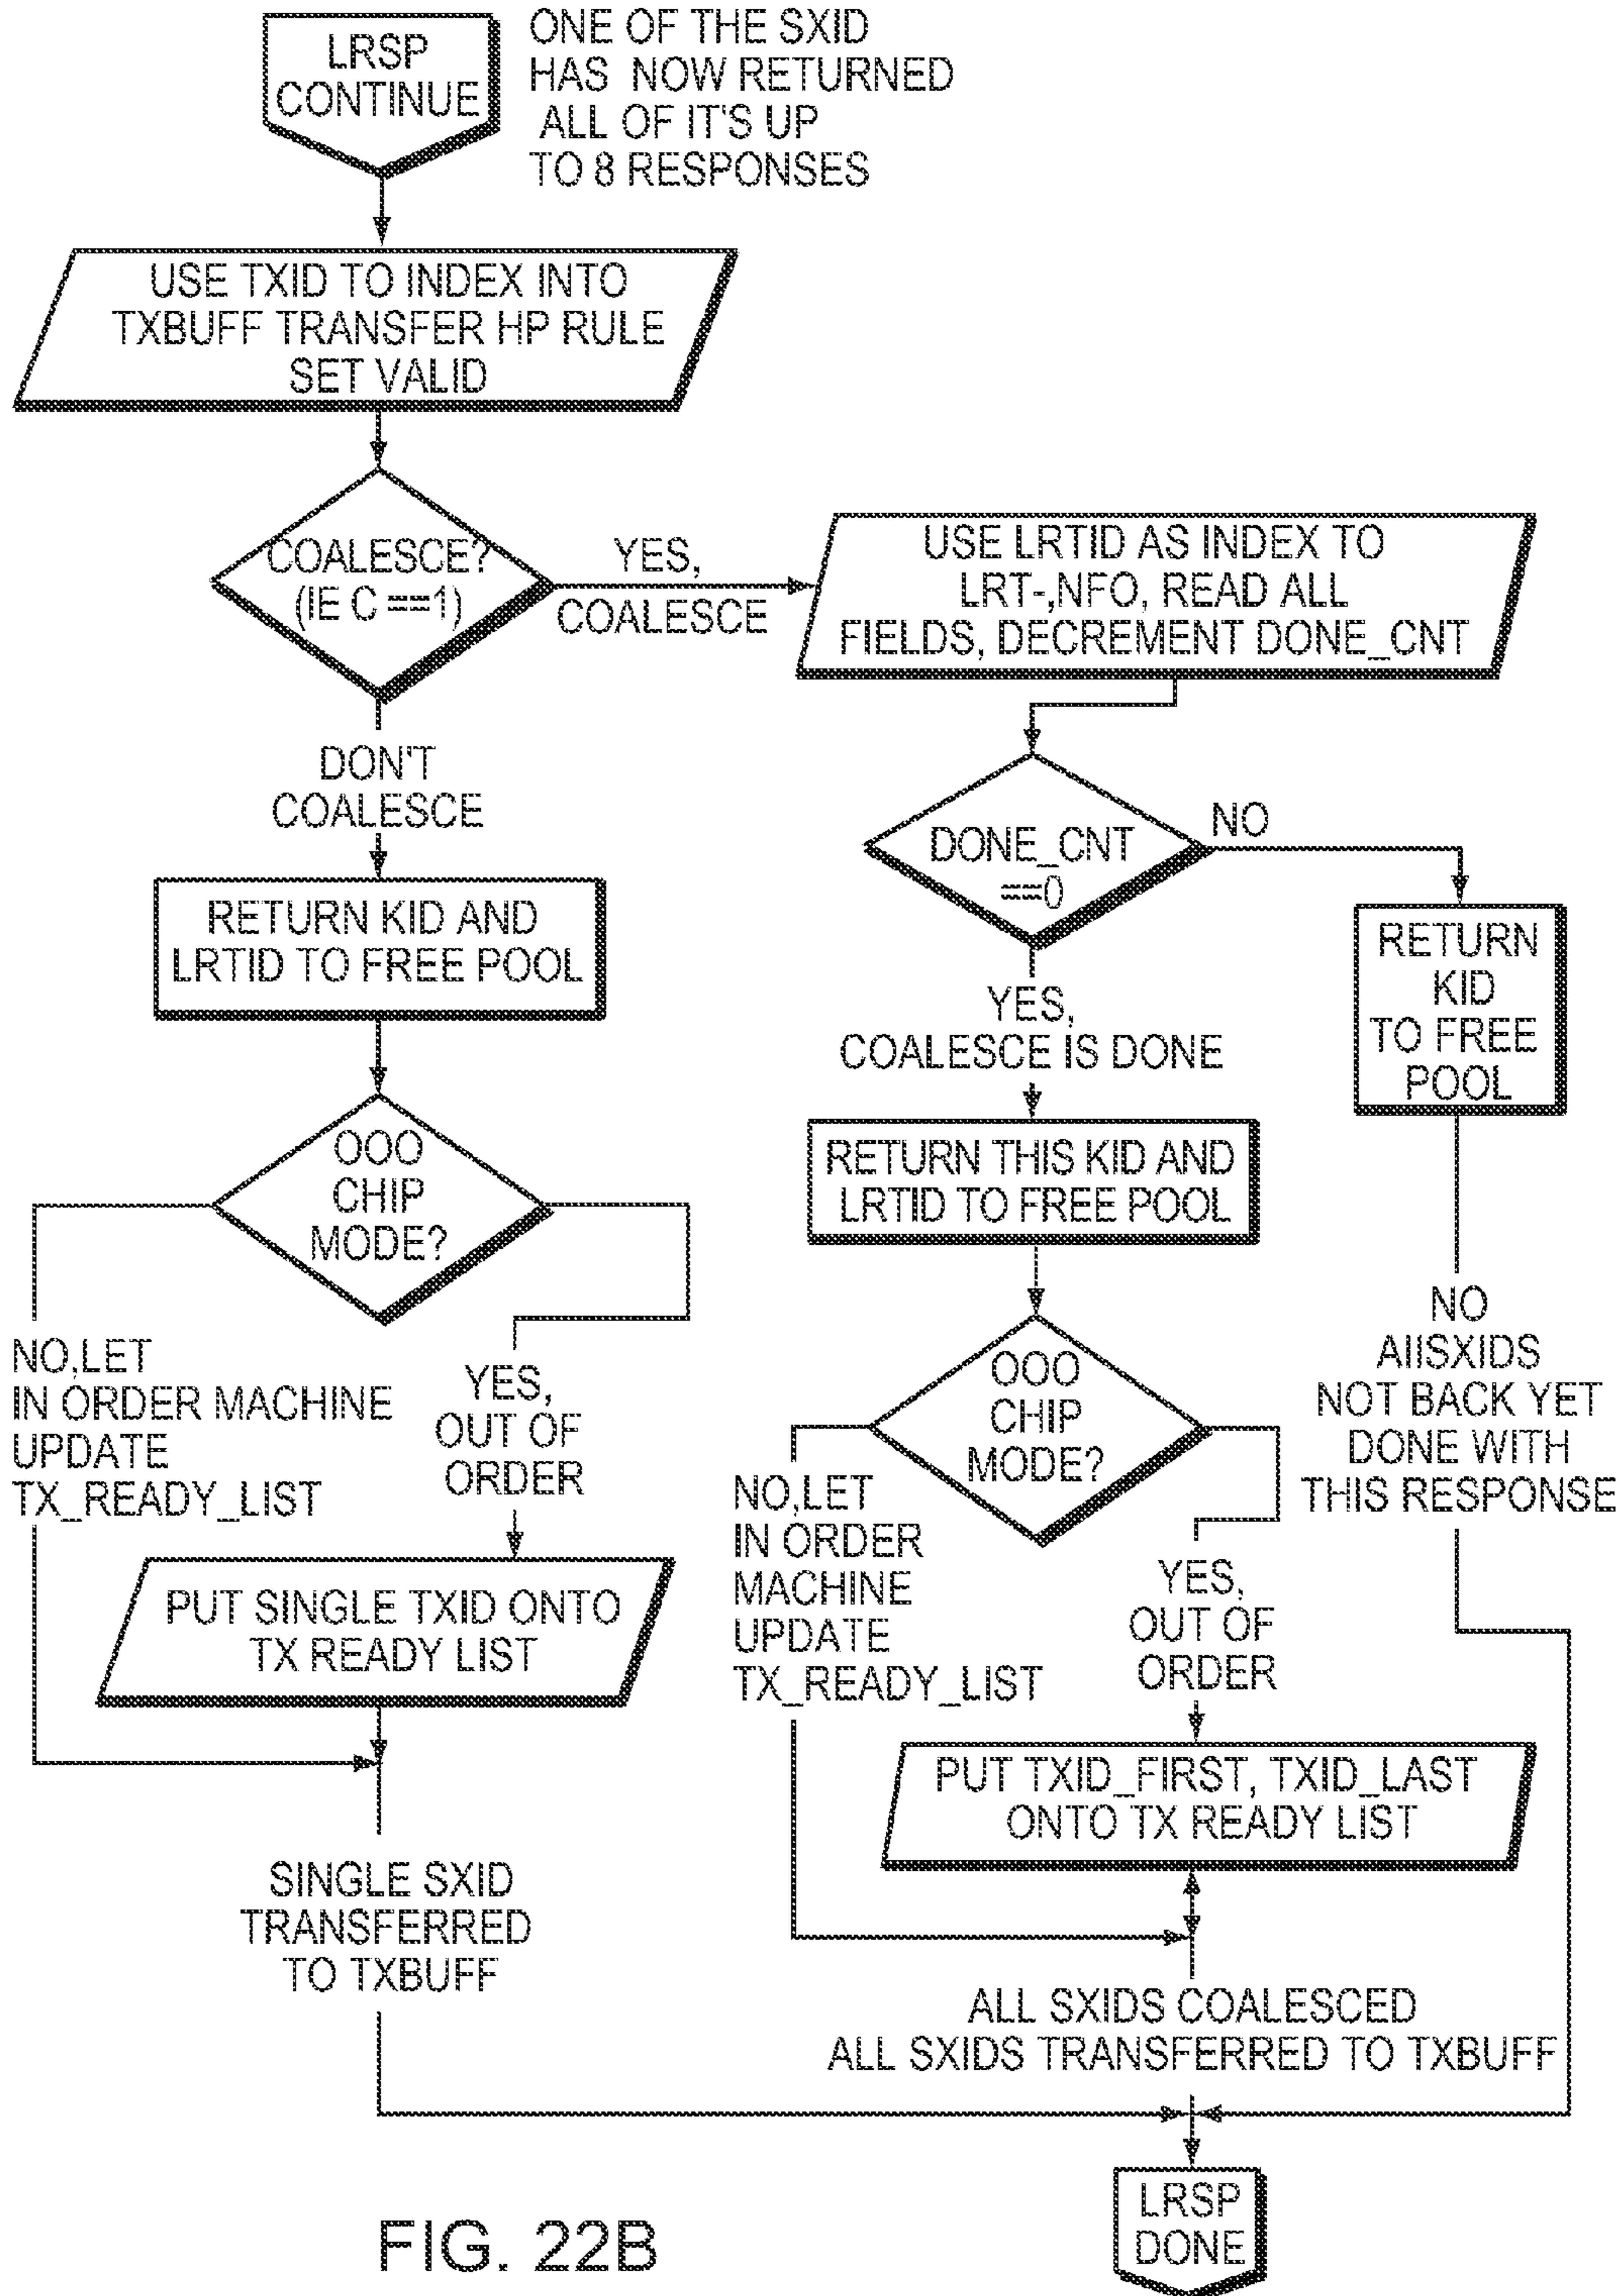 LRSP
CONTINUE
ONE OF THE SXID
HAS NOW RETURNED
ALL OF IT'S UP
TO 8 RESPONSES
USE TXID TO INDEX INTO
TXBUFF TRANSFER HP RULE
SET VALID
COALESCE?
(IE C ==1)
YES,
COALESCE
USE LRTID AS INDEX TO
LRT-,NFO, READ ALL
FIELDS, DECREMENT DONE_CNT
DON'T
COALESCE
DONE_CNT
==0
NO
RETURN KID AND
LRTID TO FREE POOL
RETURN
KID
TO FREE
POOL
YES,
COALESCE IS DONE
OOO
CHIP
MODE?
RETURN THIS KID AND
LRTID TO FREE POOL
NO,LET
IN ORDER MACHINE
UPDATE
TX_READY_LIST
YES,
OUT OF
ORDER
OOO
CHIP
MODE?
NO
AIISXIDS
NOT BACK YET
DONE WITH
THIS RESPONSE
NO,LET
IN ORDER
MACHINE
UPDATE
TX_READY_LIST
YES,
OUT OF
ORDER
PUT SINGLE TXID ONTO
TX READY LIST
PUT TXID_FIRST, TXID_LAST
ONTO TX READY LIST
SINGLE SXID
TRANSFERRED
TO TXBUFF
ALL SXIDS COALESCED
ALL SXIDS TRANSFERRED TO TXBUFF
LRSP
DONE
FIG. 22B